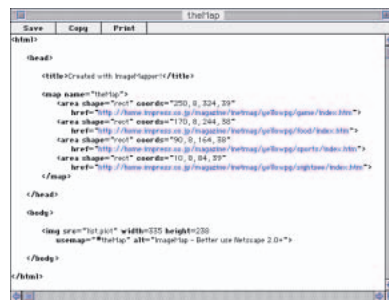 theMap
Save Copy Print
<html>
<head>
<title>Created with ImageMapper!</title>
<map name="theMap">
<area shape="rect" coords="250,8,324,39"
href="http://home.impress.co.jp/magazine/inetmag/yellowpg/game/index.htm">
<area shape="rect" coords="170,8,244,38"
href="http://home.impress.co.jp/magazine/inetmag/yellowpg/food/index.htm">
<area shape="rect" coords="90,8,164,38"
href="http://home.impress.co.jp/magazine/inetmag/yellowpg/sports/index.htm">
<area shape="rect" coords="10,8,84,39"
href="http://home.impress.co.jp/magazine/inetmag/yellowpg/sightsee/index.htm">
</map>
</head>
<body>
<img src="list.pict" width=335 height=238
usemap="#theMap" alt="ImageMap - Better use Netscape 2.0+">
</body>
</html>